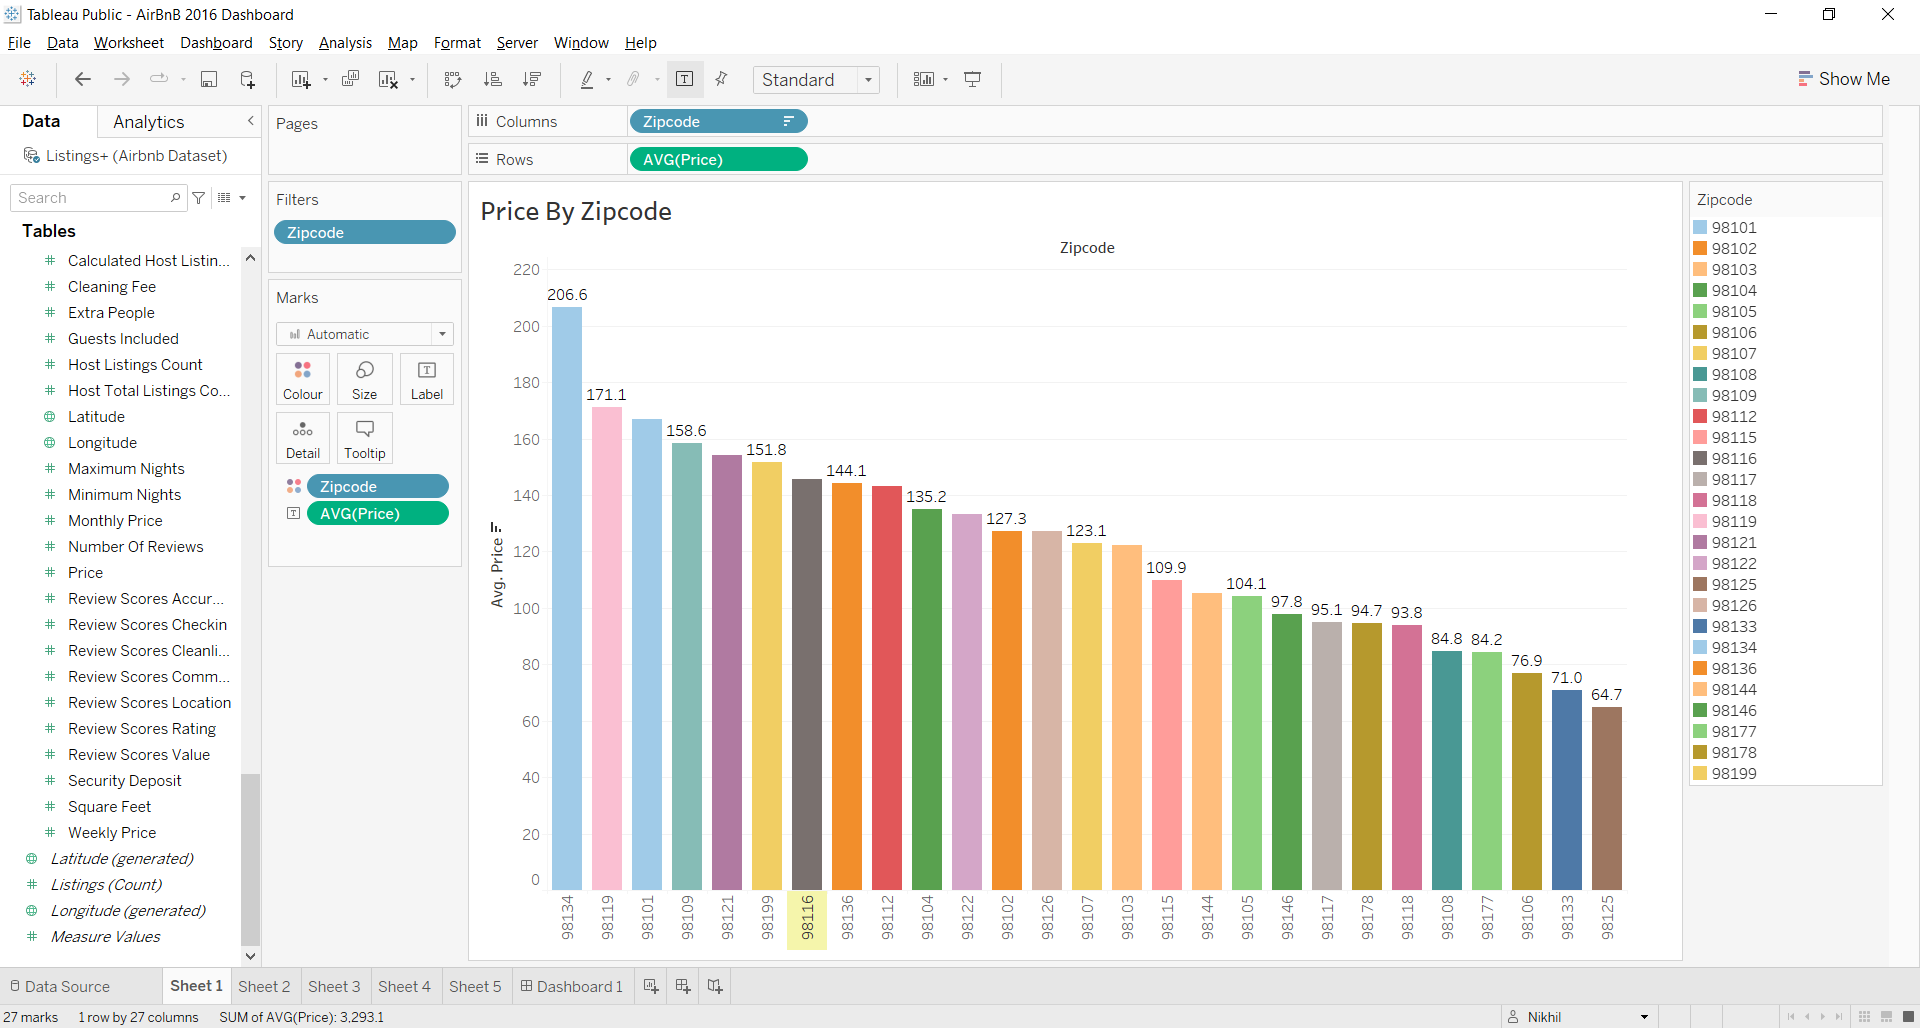 Tableau Public - AirBnB 2016 Dashboard
File Data Worksheet Dashboard Story Analysis Map Format Server Window Help
Standard
Show Me
Data Analytics
Listings+ (Airbnb Dataset)
Search
Tables
Calculated Host Listin...
Cleaning Fee
Extra People
Guests Included
Host Listings Count
Host Total Listings Co...
Latitude
Longitude
Maximum Nights
Minimum Nights
Monthly Price
Number Of Reviews
Price
Review Scores Accur...
Review Scores Checkin
Review Scores Cleanli...
Review Scores Comm...
Review Scores Location
Review Scores Rating
Review Scores Value
Security Deposit
Square Feet
Weekly Price
Latitude (generated)
Listings (Count)
Longitude (generated)
Measure Values
Pages
Filters
Zipcode
Marks
Automatic
Colour Size Label
Detail Tooltip
Zipcode
AVG(Price)
Columns Zipcode
Rows AVG(Price)
Price By Zipcode
Zipcode
Avg. Price
220
200
180
160
140
120
100
80
60
40
20
0
206.6
171.1
158.6
151.8
144.1
135.2
127.3
123.1
109.9
104.1
97.8
95.1
94.7
93.8
84.8
84.2
76.9
71.0
64.7
98134
98119
98101
98109
98121
98199
98116
98136
98112
98104
98122
98102
98126
98107
98103
98115
98144
98105
98146
98117
98178
98118
98108
98177
98106
98133
98125
Zipcode
98101
98102
98103
98104
98105
98106
98107
98108
98109
98112
98115
98116
98117
98118
98119
98121
98122
98125
98126
98133
98134
98136
98144
98146
98177
98178
98199
Data Source Sheet 1 Sheet 2 Sheet 3 Sheet 4 Sheet 5 Dashboard 1
27 marks 1 row by 27 columns SUM of AVG(Price): 3,293.1
Nikhil